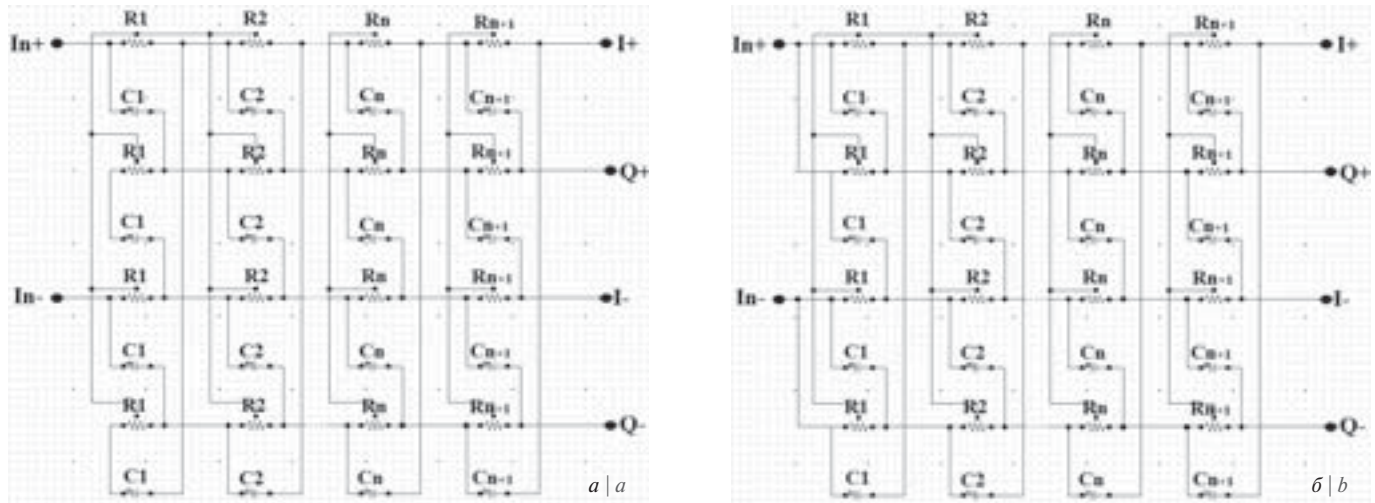 R1 R2 Rn Rn+1
In+ I+
C1 C2 Cn Cn+1
R1 R2 Rn Rn+1
Q+
C1 C2 Cn Cn+1
R1 R2 Rn Rn+1
In- I-
C1 C2 Cn Cn+1
R1 R2 Rn Rn+1
Q-
C1 C2 Cn Cn+1
а | a
R1 R2 Rn Rn+1
In+ I+
C1 C2 Cn Cn+1
R1 R2 Rn Rn+1
Q+
C1 C2 Cn Cn+1
R1 R2 Rn Rn+1
In- I-
C1 C2 Cn Cn+1
R1 R2 Rn Rn+1
Q-
C1 C2 Cn Cn+1
б | b